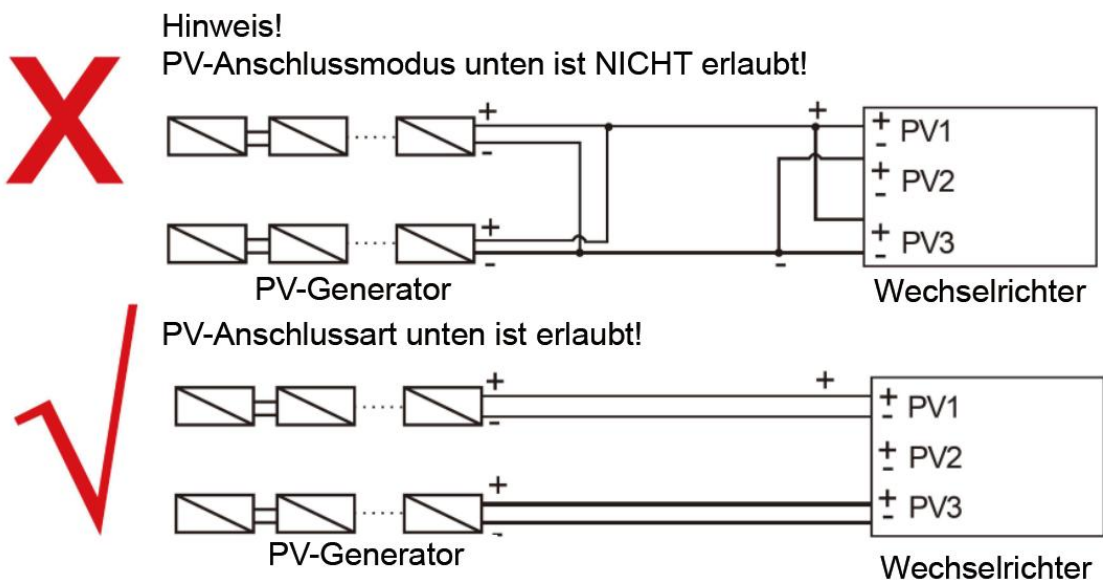 Hinweis!
PV-Anschlussmodus unten ist NICHT erlaubt!
+
+
+ PV1
-
-
+ PV2
-
+
+ PV3
-
-
-
PV-Generator
Wechselrichter
PV-Anschlussart unten ist erlaubt!
+
+
+ PV1
-
-
+ PV2
-
+
+ PV3
-
-
PV-Generator
Wechselrichter